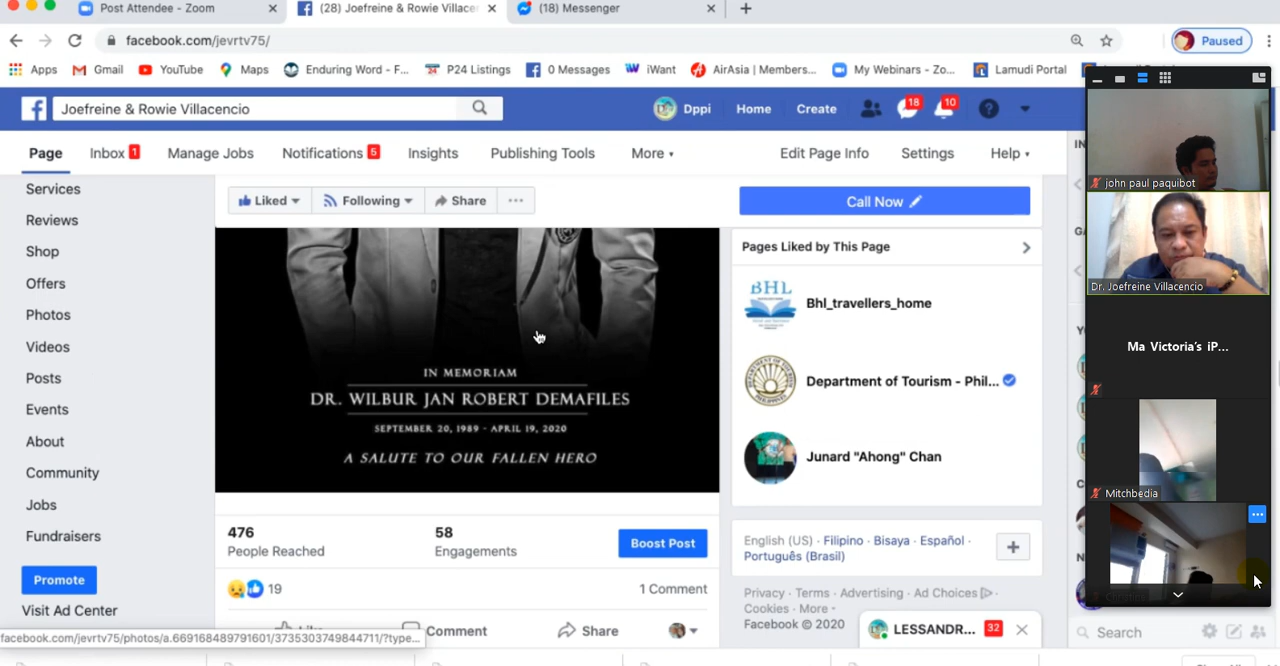 Post Attendee - Zoom
(28) Joefreine & Rowie Villacen
(18) Messenger
facebook.com/jevrtv75/
Paused
Apps
Gmail
YouTube
Maps
Enduring Word - F...
P24 Listings
0 Messages
iWant
AirAsia | Members...
My Webinars - Zo...
Lamudi Portal
Joefreine & Rowie Villacencio
Dppi
Home
Create
18
10
Page
Inbox 1
Manage Jobs
Notifications 5
Insights
Publishing Tools
More
Edit Page Info
Settings
Help
Services
Reviews
Shop
Offers
Photos
Videos
Posts
Events
About
Community
Jobs
Fundraisers
Promote
Visit Ad Center
facebook.com/jevrtv75/photos/a.669168489791601/3735303749844711/?type...
Liked
Following
Share
Call Now
IN MEMORIAM
DR. WILBUR JAN ROBERT DEMAFILES
SEPTEMBER 20, 1989 - APRIL 19, 2020
A SALUTE TO OUR FALLEN HERO
476
People Reached
58
Engagements
Boost Post
19
1 Comment
Like
Comment
Share
Pages Liked by This Page
BHL
Bhl_travellers_home
Department of Tourism - Phil...
Junard "Ahong" Chan
English (US) · Filipino · Bisaya · Español ·
Português (Brasil)
Privacy · Terms · Advertising · Ad Choices
Cookies · More
Facebook © 2020
LESSANDR... 32
Search
john paul paquibot
Dr. Joefreine Villacencio
Ma Victoria's iP...
Mitchbedia